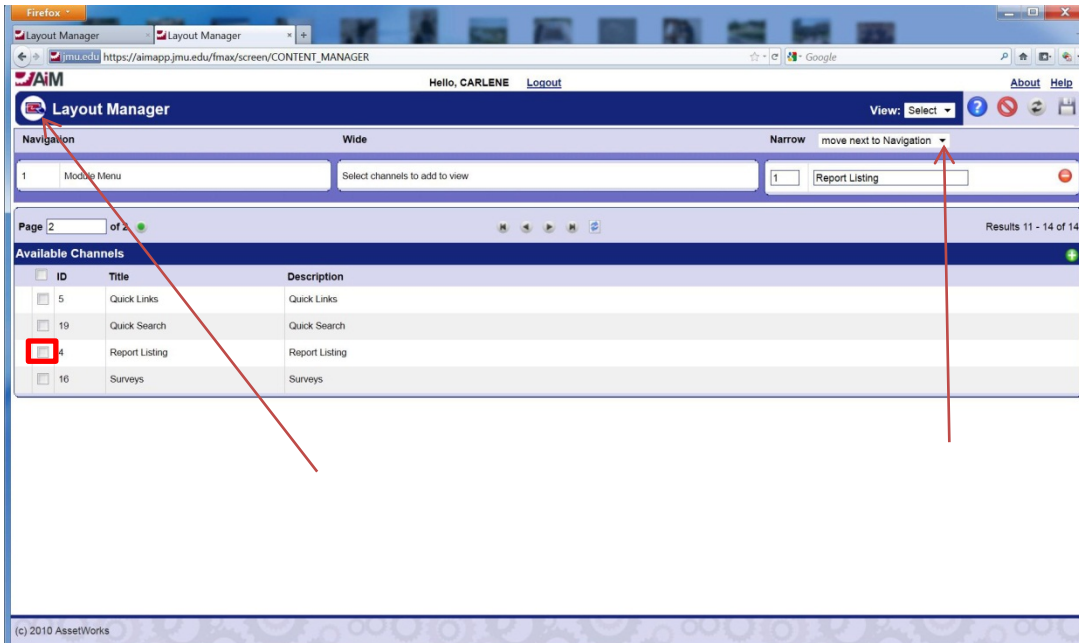 Firefox
Layout Manager × Layout Manager × +
jmu.edu https://aimapp.jmu.edu/fmax/screen/CONTENT_MANAGER Google
AiM Hello, CARLENE Logout About Help
Layout Manager View: Select
Navigation Wide Narrow move next to Navigation
1 Module Menu Select channels to add to view 1 Report Listing
Page 2 of 2 Results 11 - 14 of 14
Available Channels
ID Title Description
5 Quick Links Quick Links
19 Quick Search Quick Search
4 Report Listing Report Listing
16 Surveys Surveys
(c) 2010 AssetWorks